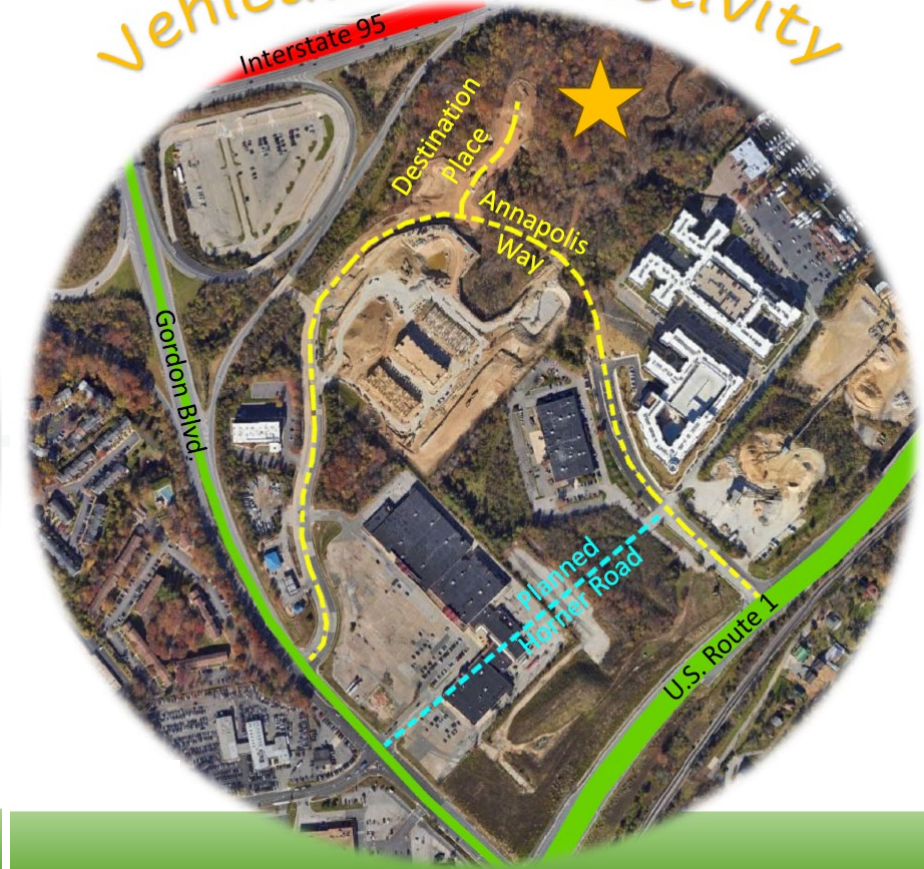 Interstate 95
Destination
Place
Annapolis
Way
Gordon Blvd.
Planned
Horner Road
U.S. Route 1